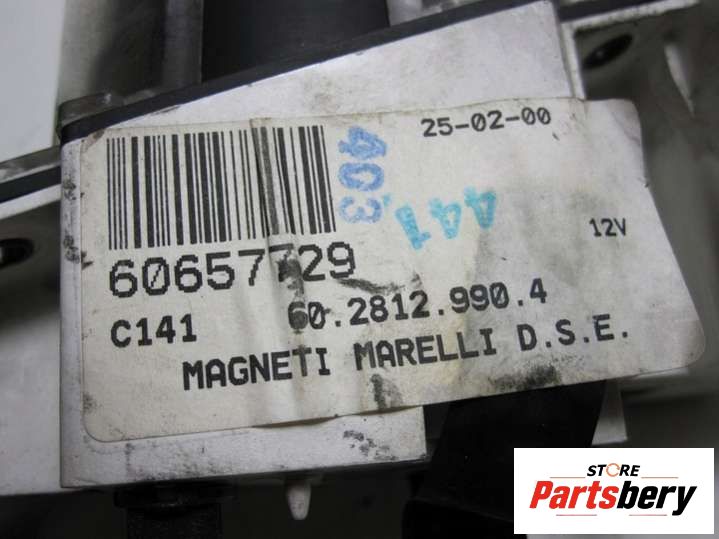 25-02-00
403
441
12V
60657729
C141 60.2812.990.4
MAGNETI MARELLI D.S.E.
STORE
Partsbery